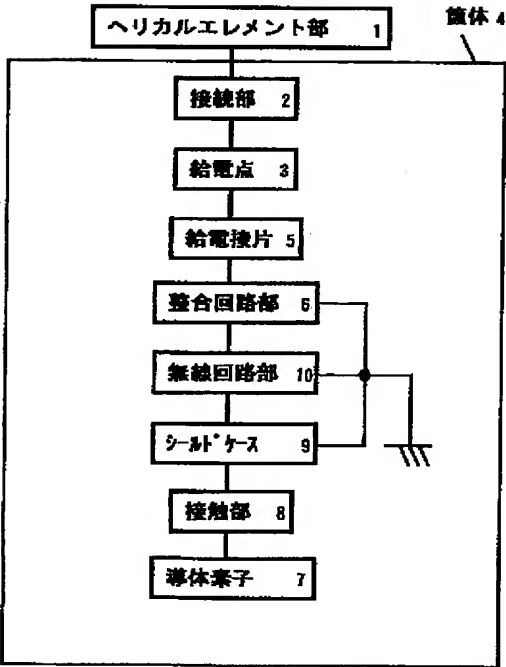 ヘリカルエレメント部 1
筐体 4
接続部 2
給電点 3
給電接片 5
整合回路部 6
無線回路部 10
シールドケース 9
接触部 8
導体素子 7